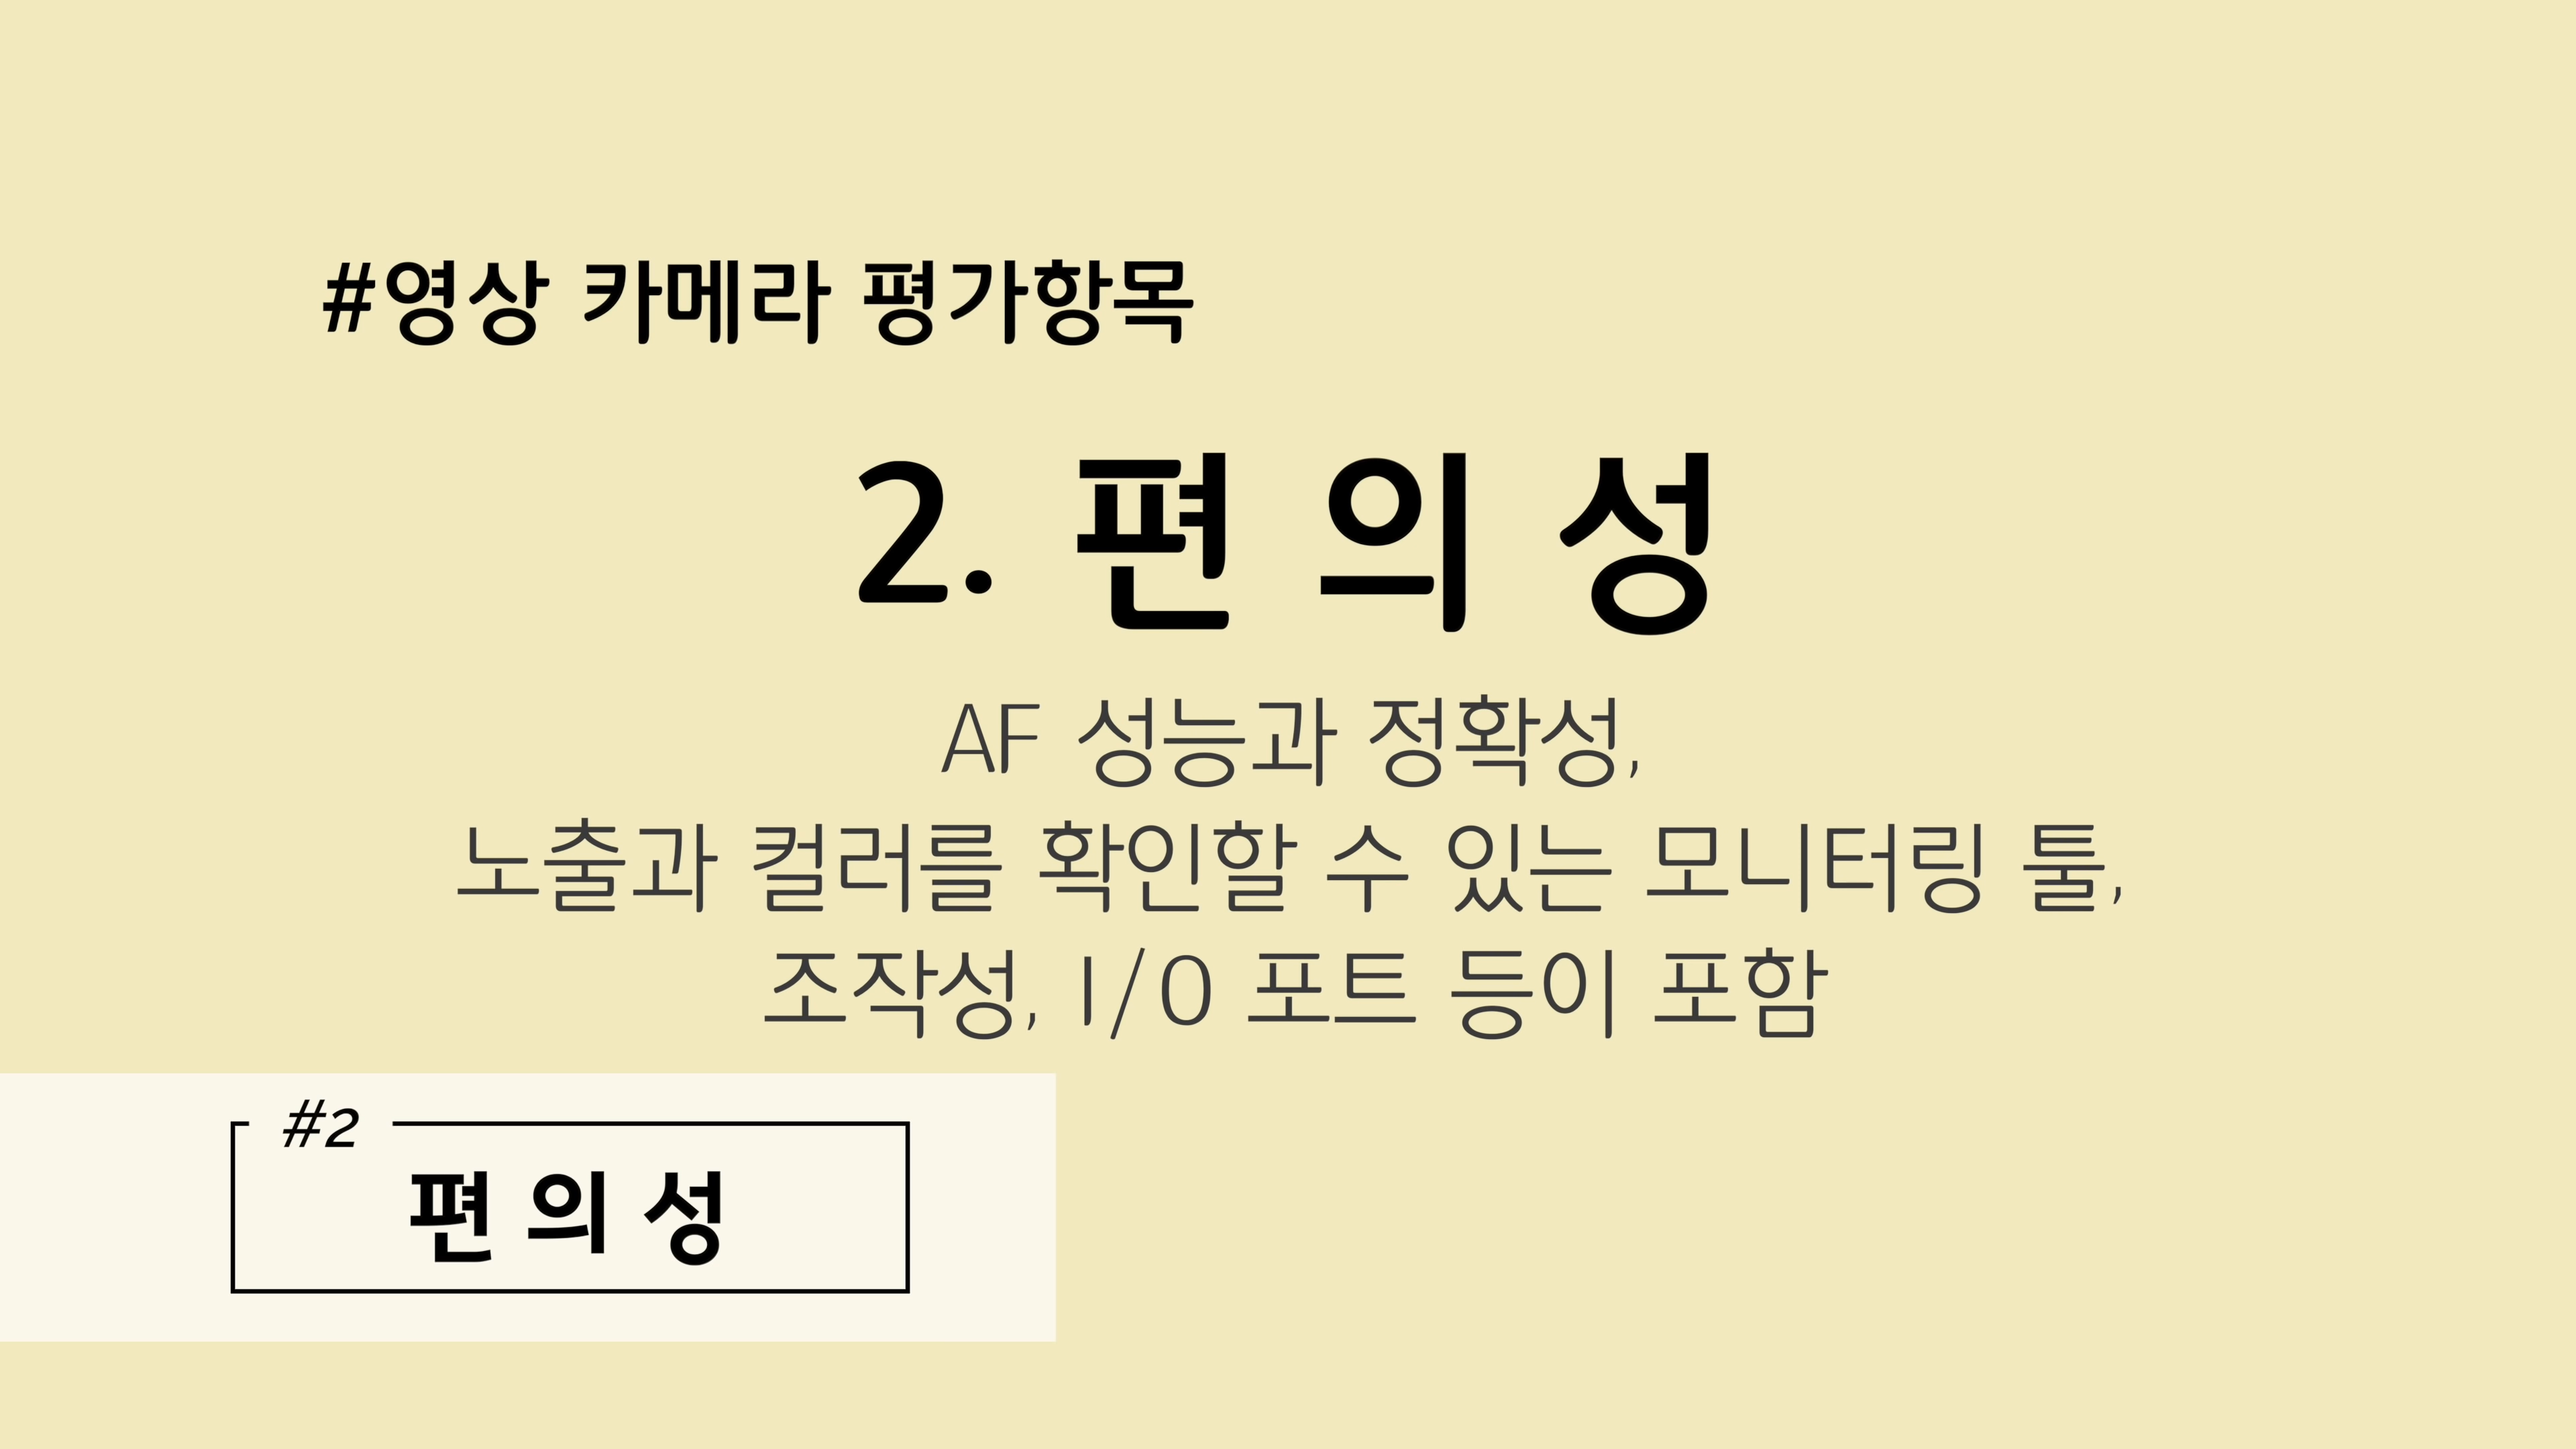 #영상 카메라 평가항목
2. 편 의 성
AF 성능과 정확성,
노출과 컬러를 확인할 수 있는 모니터링 툴,
조작성, I/O 포트 등이 포함
#2
편 의 성